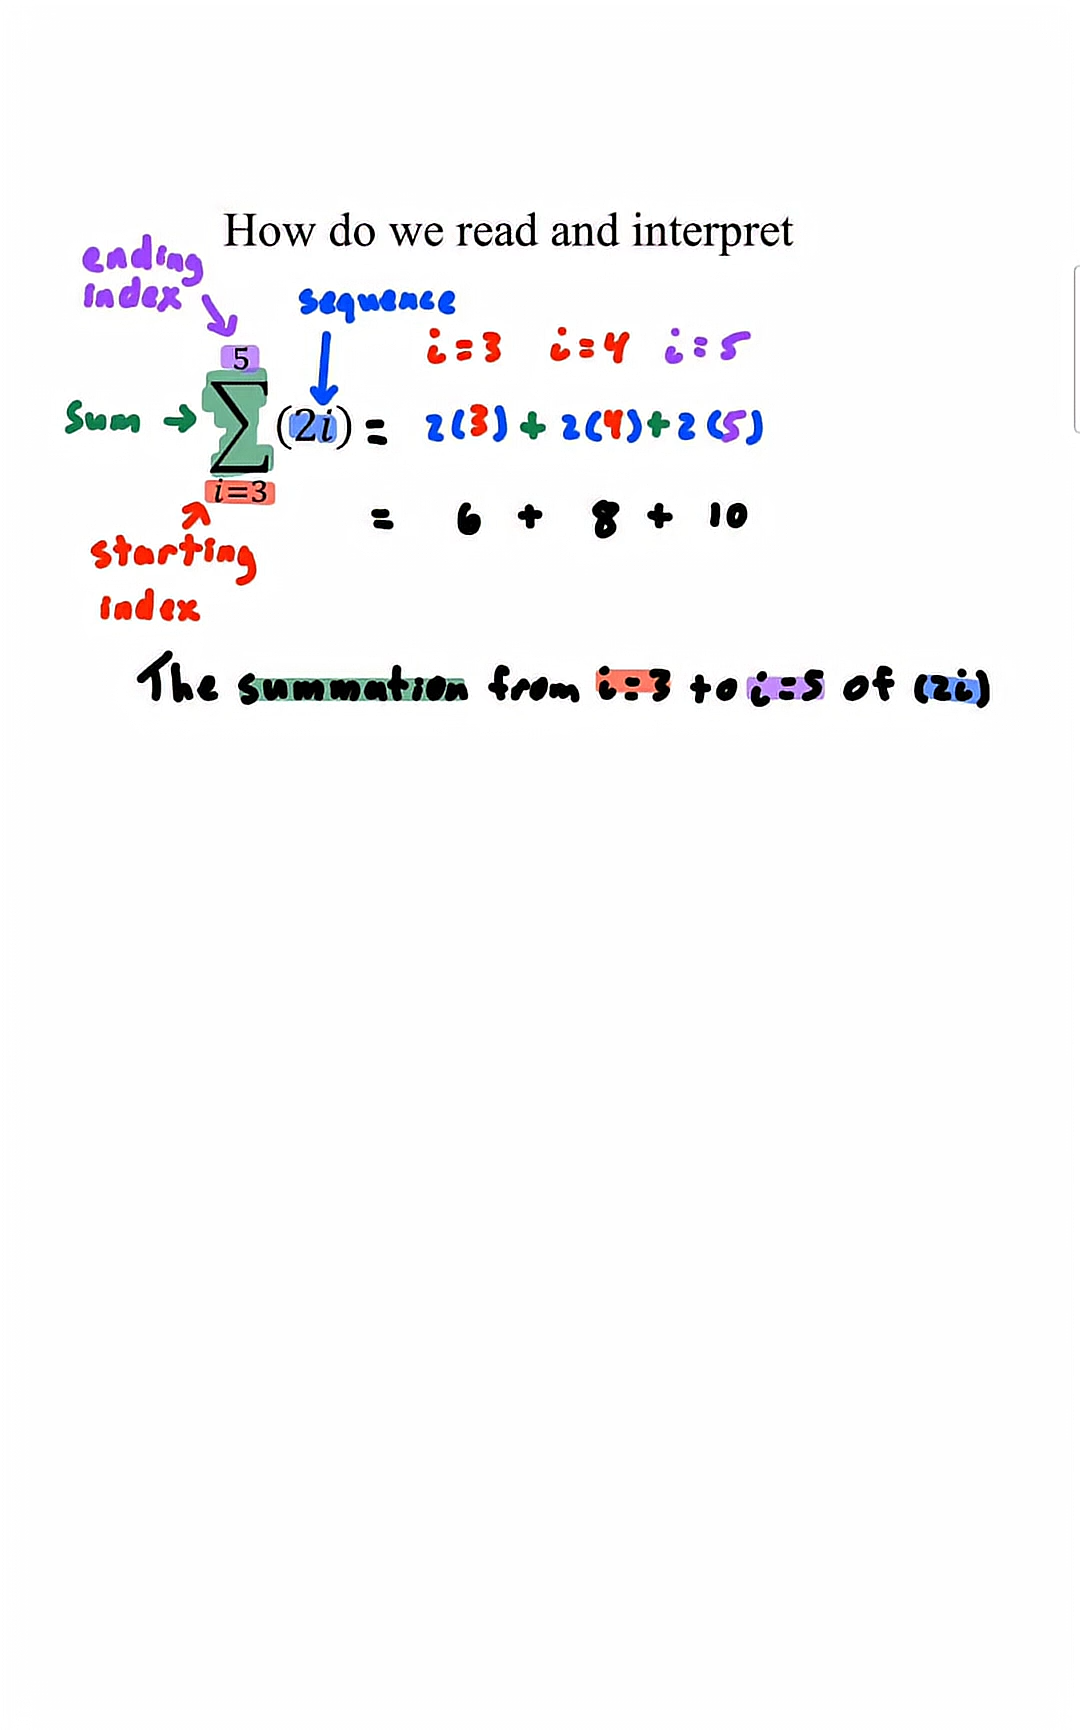 How do we read and interpret
ending
index
sequence
i=3 i=4 i=5
5
Sum → ∑ (2i) = 2(3) + 2(4) + 2(5)
i=3
= 6 + 8 + 10
starting
index
The summation from i=3 to i=5 of (2i)